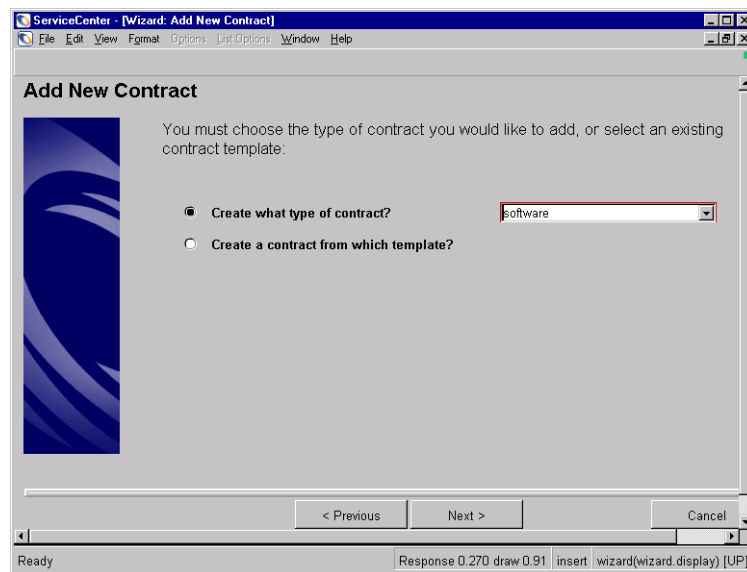 ServiceCenter - [Wizard: Add New Contract]
File Edit View Format Options List Options Window Help
Add New Contract
You must choose the type of contract you would like to add, or select an existing
contract template:
Create what type of contract? software
Create a contract from which template?
< Previous Next > Cancel
Ready Response 0.270 draw 0.91 insert wizard(wizard.display) [UP]